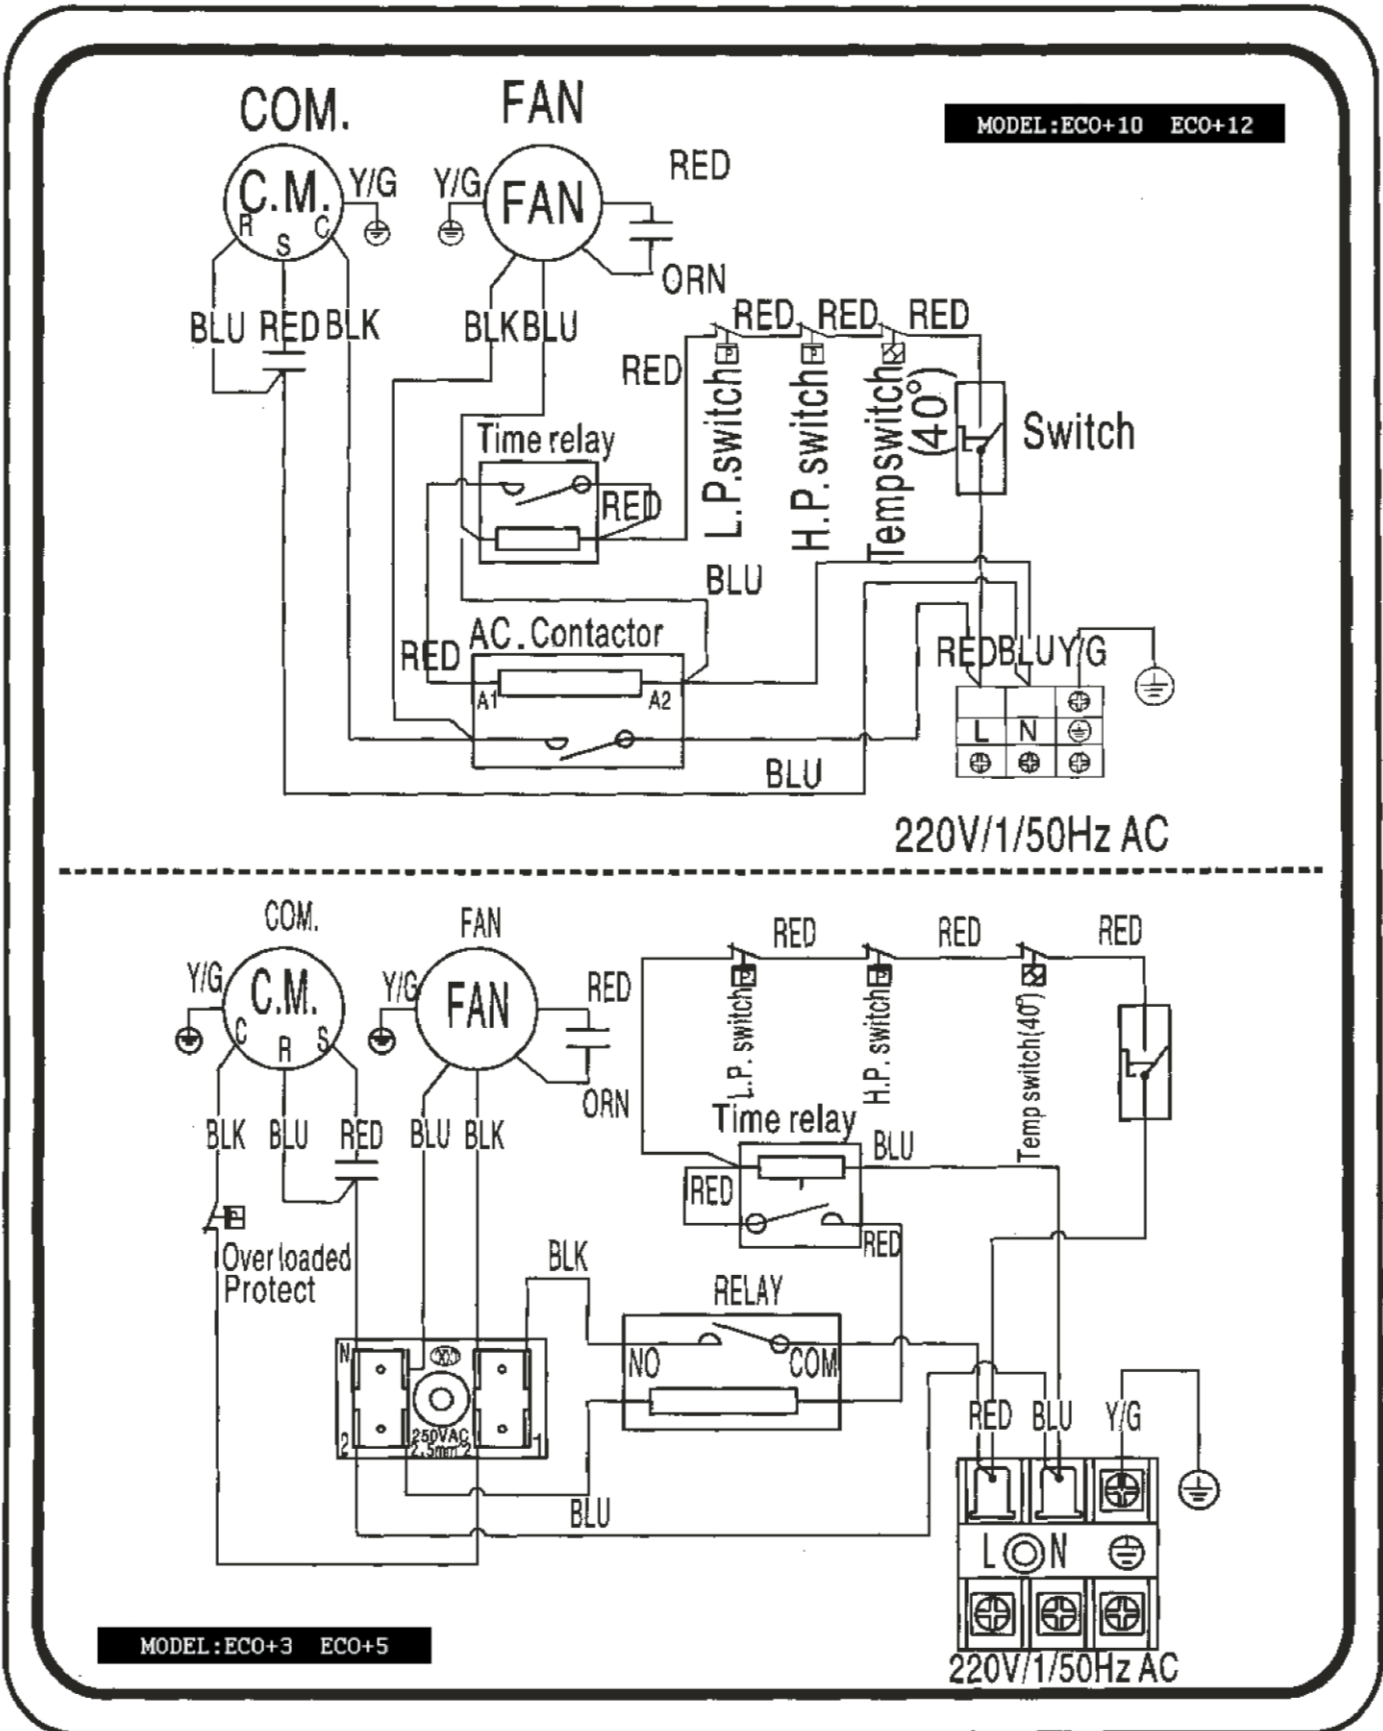 COM.
FAN
MODEL:ECO+10 ECO+12
C.M.
R
S
C
Y/G
Y/G
FAN
RED
ORN
BLU RED BLK
BLK BLU
RED
RED
RED
RED
L.P.switch
H.P.switch
Tempswitch
(40°)
Switch
Time relay
RED
BLU
RED
AC.Contactor
A1
A2
RED BLU Y/G
L N
BLU
220V/1/50Hz AC
COM.
FAN
RED
RED
RED
Y/G
C.M.
C
R
S
Y/G
FAN
RED
ORN
L.P. switch
H.P. switch
Temp switch(40°)
BLK BLU RED
BLU BLK
Time relay
BLU
RED
RED
Over loaded
Protect
BLK
RELAY
NO
COM
N
2
250VAC
2.5mm 2
1
BLU
RED BLU Y/G
L N
220V/1/50Hz AC
MODEL:ECO+3 ECO+5